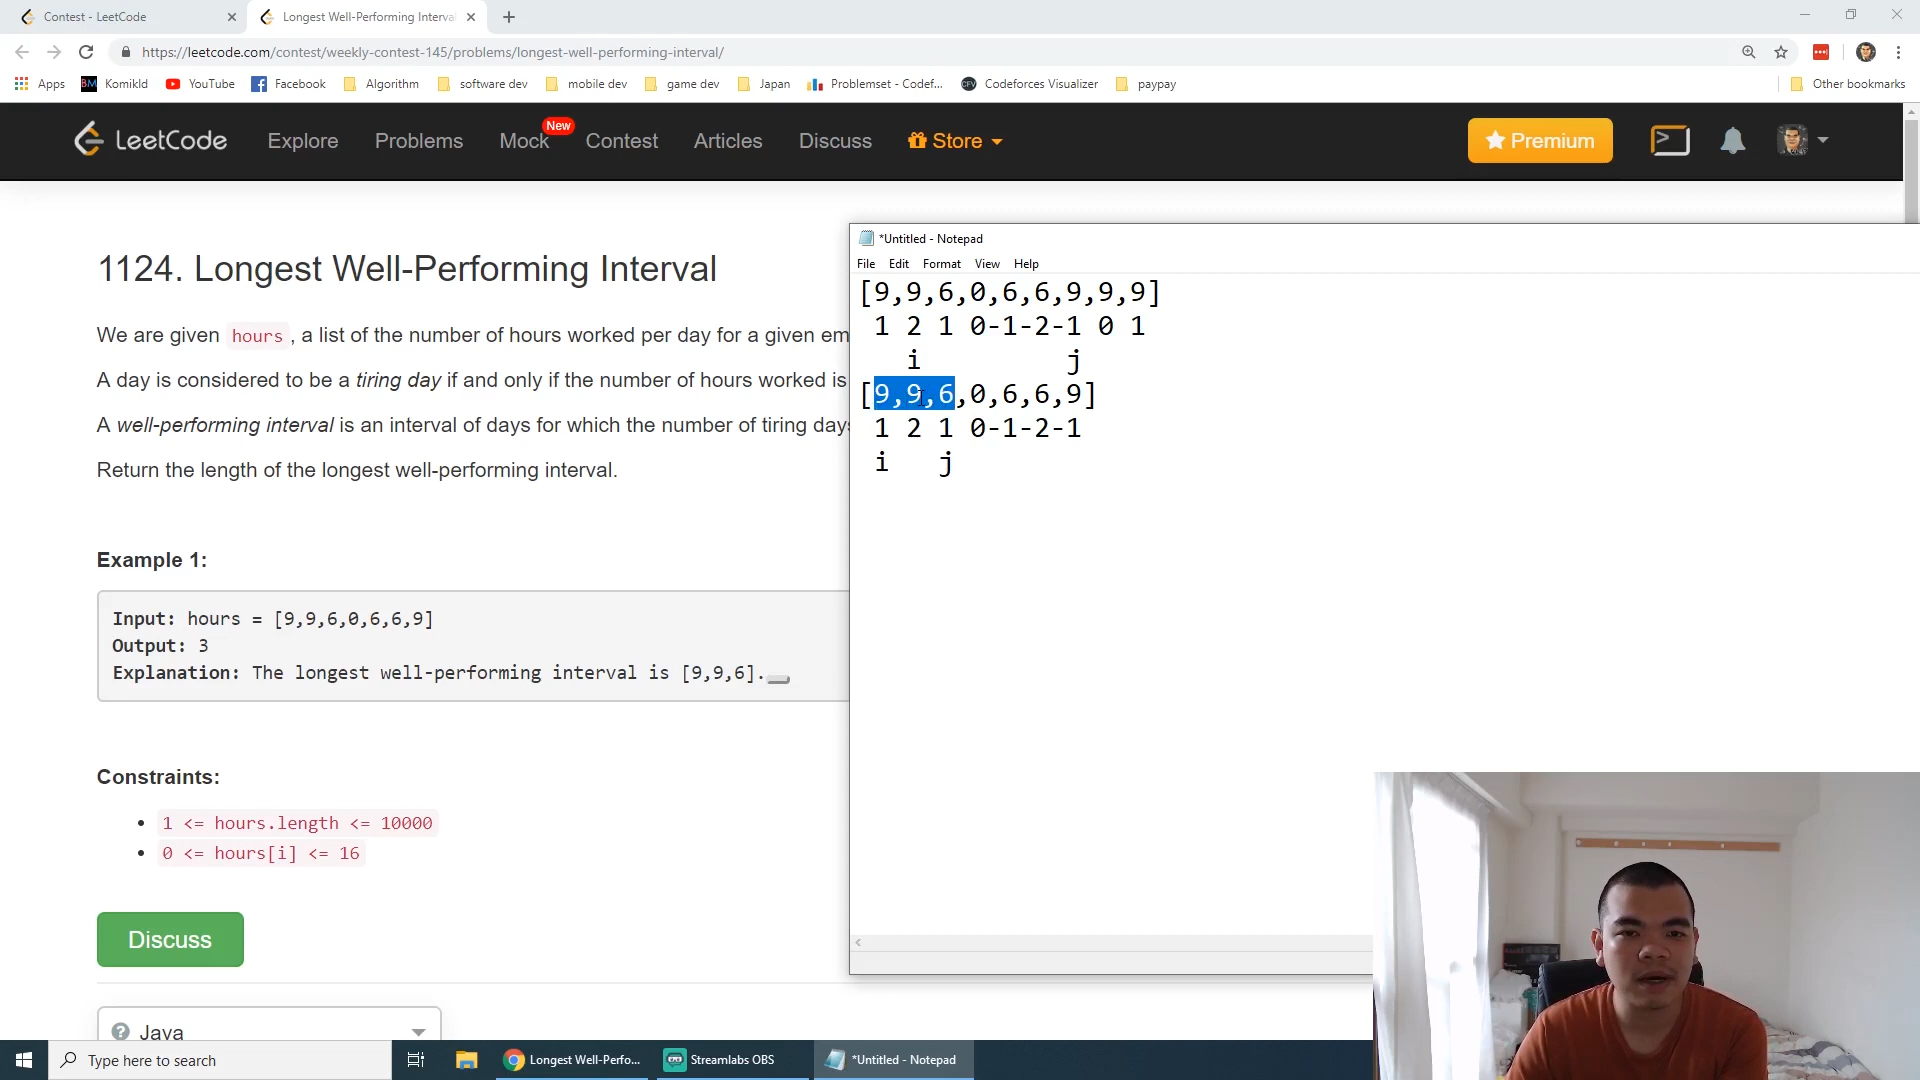 Contest - LeetCode
Longest Well-Performing Interva
https://leetcode.com/contest/weekly-contest-145/problems/longest-well-performing-interval/
Apps
BM KomikId
YouTube
Facebook
Algorithm
software dev
mobile dev
game dev
Japan
Problemset - Codef...
Codeforces Visualizer
paypay
Other bookmarks
LeetCode
Explore
Problems
Mock
New
Contest
Articles
Discuss
Store
Premium
1124. Longest Well-Performing Interval
We are given hours, a list of the number of hours worked per day for a given em
A day is considered to be a tiring day if and only if the number of hours worked is
A well-performing interval is an interval of days for which the number of tiring days
Return the length of the longest well-performing interval.
Example 1:
Input: hours = [9,9,6,0,6,6,9]
Output: 3
Explanation: The longest well-performing interval is [9,9,6].
Constraints:
1 <= hours.length <= 10000
0 <= hours[i] <= 16
Discuss
Java
*Untitled - Notepad
File Edit Format View Help
[9,9,6,0,6,6,9,9,9]
1 2 1 0-1-2-1 0 1
i j
[9,9,6,0,6,6,9]
1 2 1 0-1-2-1
i j
Type here to search
Longest Well-Perfo...
Streamlabs OBS
*Untitled - Notepad